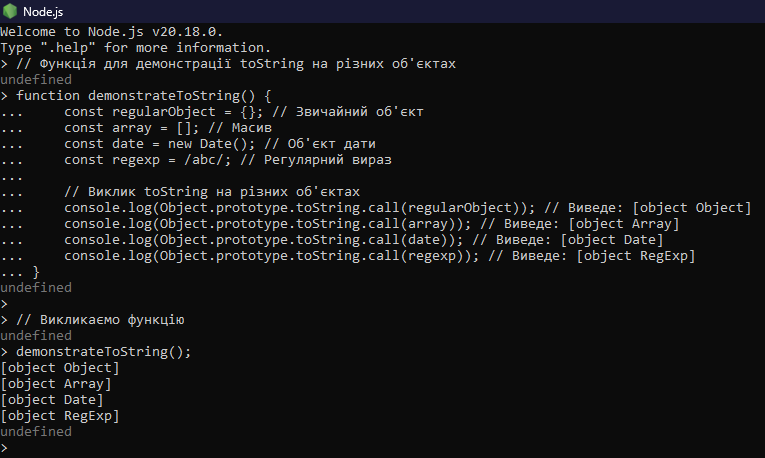 Node.js
Welcome to Node.js v20.18.0.
Type ".help" for more information.
> // Функція для демонстрації toString на різних об'єктах
undefined
> function demonstrateToString() {
...     const regularObject = {}; // Звичайний об'єкт
...     const array = []; // Масив
...     const date = new Date(); // Об'єкт дати
...     const regexp = /abc/; // Регулярний вираз
...
...     // Виклик toString на різних об'єктах
...     console.log(Object.prototype.toString.call(regularObject)); // Виведе: [object Object]
...     console.log(Object.prototype.toString.call(array)); // Виведе: [object Array]
...     console.log(Object.prototype.toString.call(date)); // Виведе: [object Date]
...     console.log(Object.prototype.toString.call(regexp)); // Виведе: [object RegExp]
... }
undefined
>
> // Викликаємо функцію
undefined
> demonstrateToString();
[object Object]
[object Array]
[object Date]
[object RegExp]
undefined
>